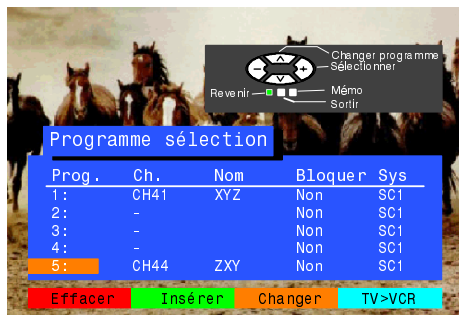 Changer programme
Sélectionner
Revenir
Mémo
Sortir
Programme sélection
Prog. Ch. Nom Bloquer Sys
1: CH41 XYZ Non SC1
2: - Non SC1
3: - Non SC1
4: - Non SC1
5: CH44 ZXY Non SC1
Effacer Insérer Changer TV>VCR